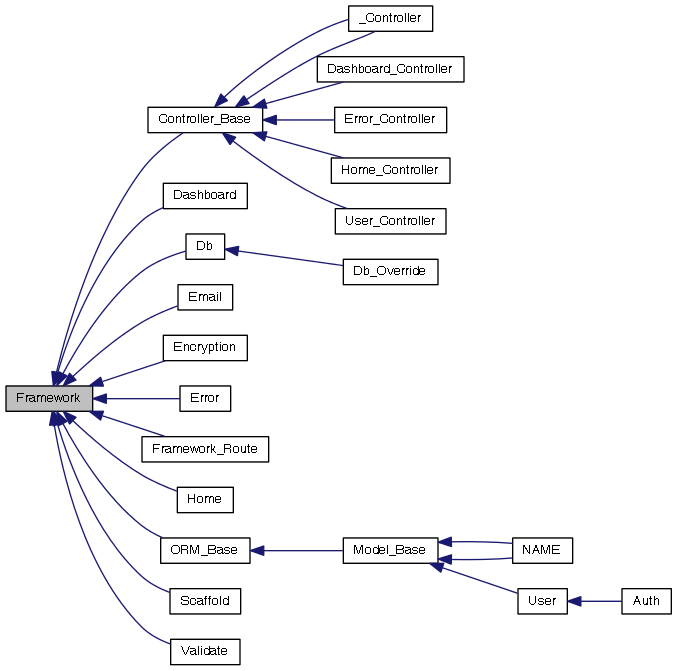 _Controller
Dashboard_Controller
Controller_Base
Error_Controller
Home_Controller
Dashboard
User_Controller
Db
Db_Override
Email
Encryption
Framework
Error
Framework_Route
Home
ORM_Base
Model_Base
NAME
Scaffold
User
Auth
Validate